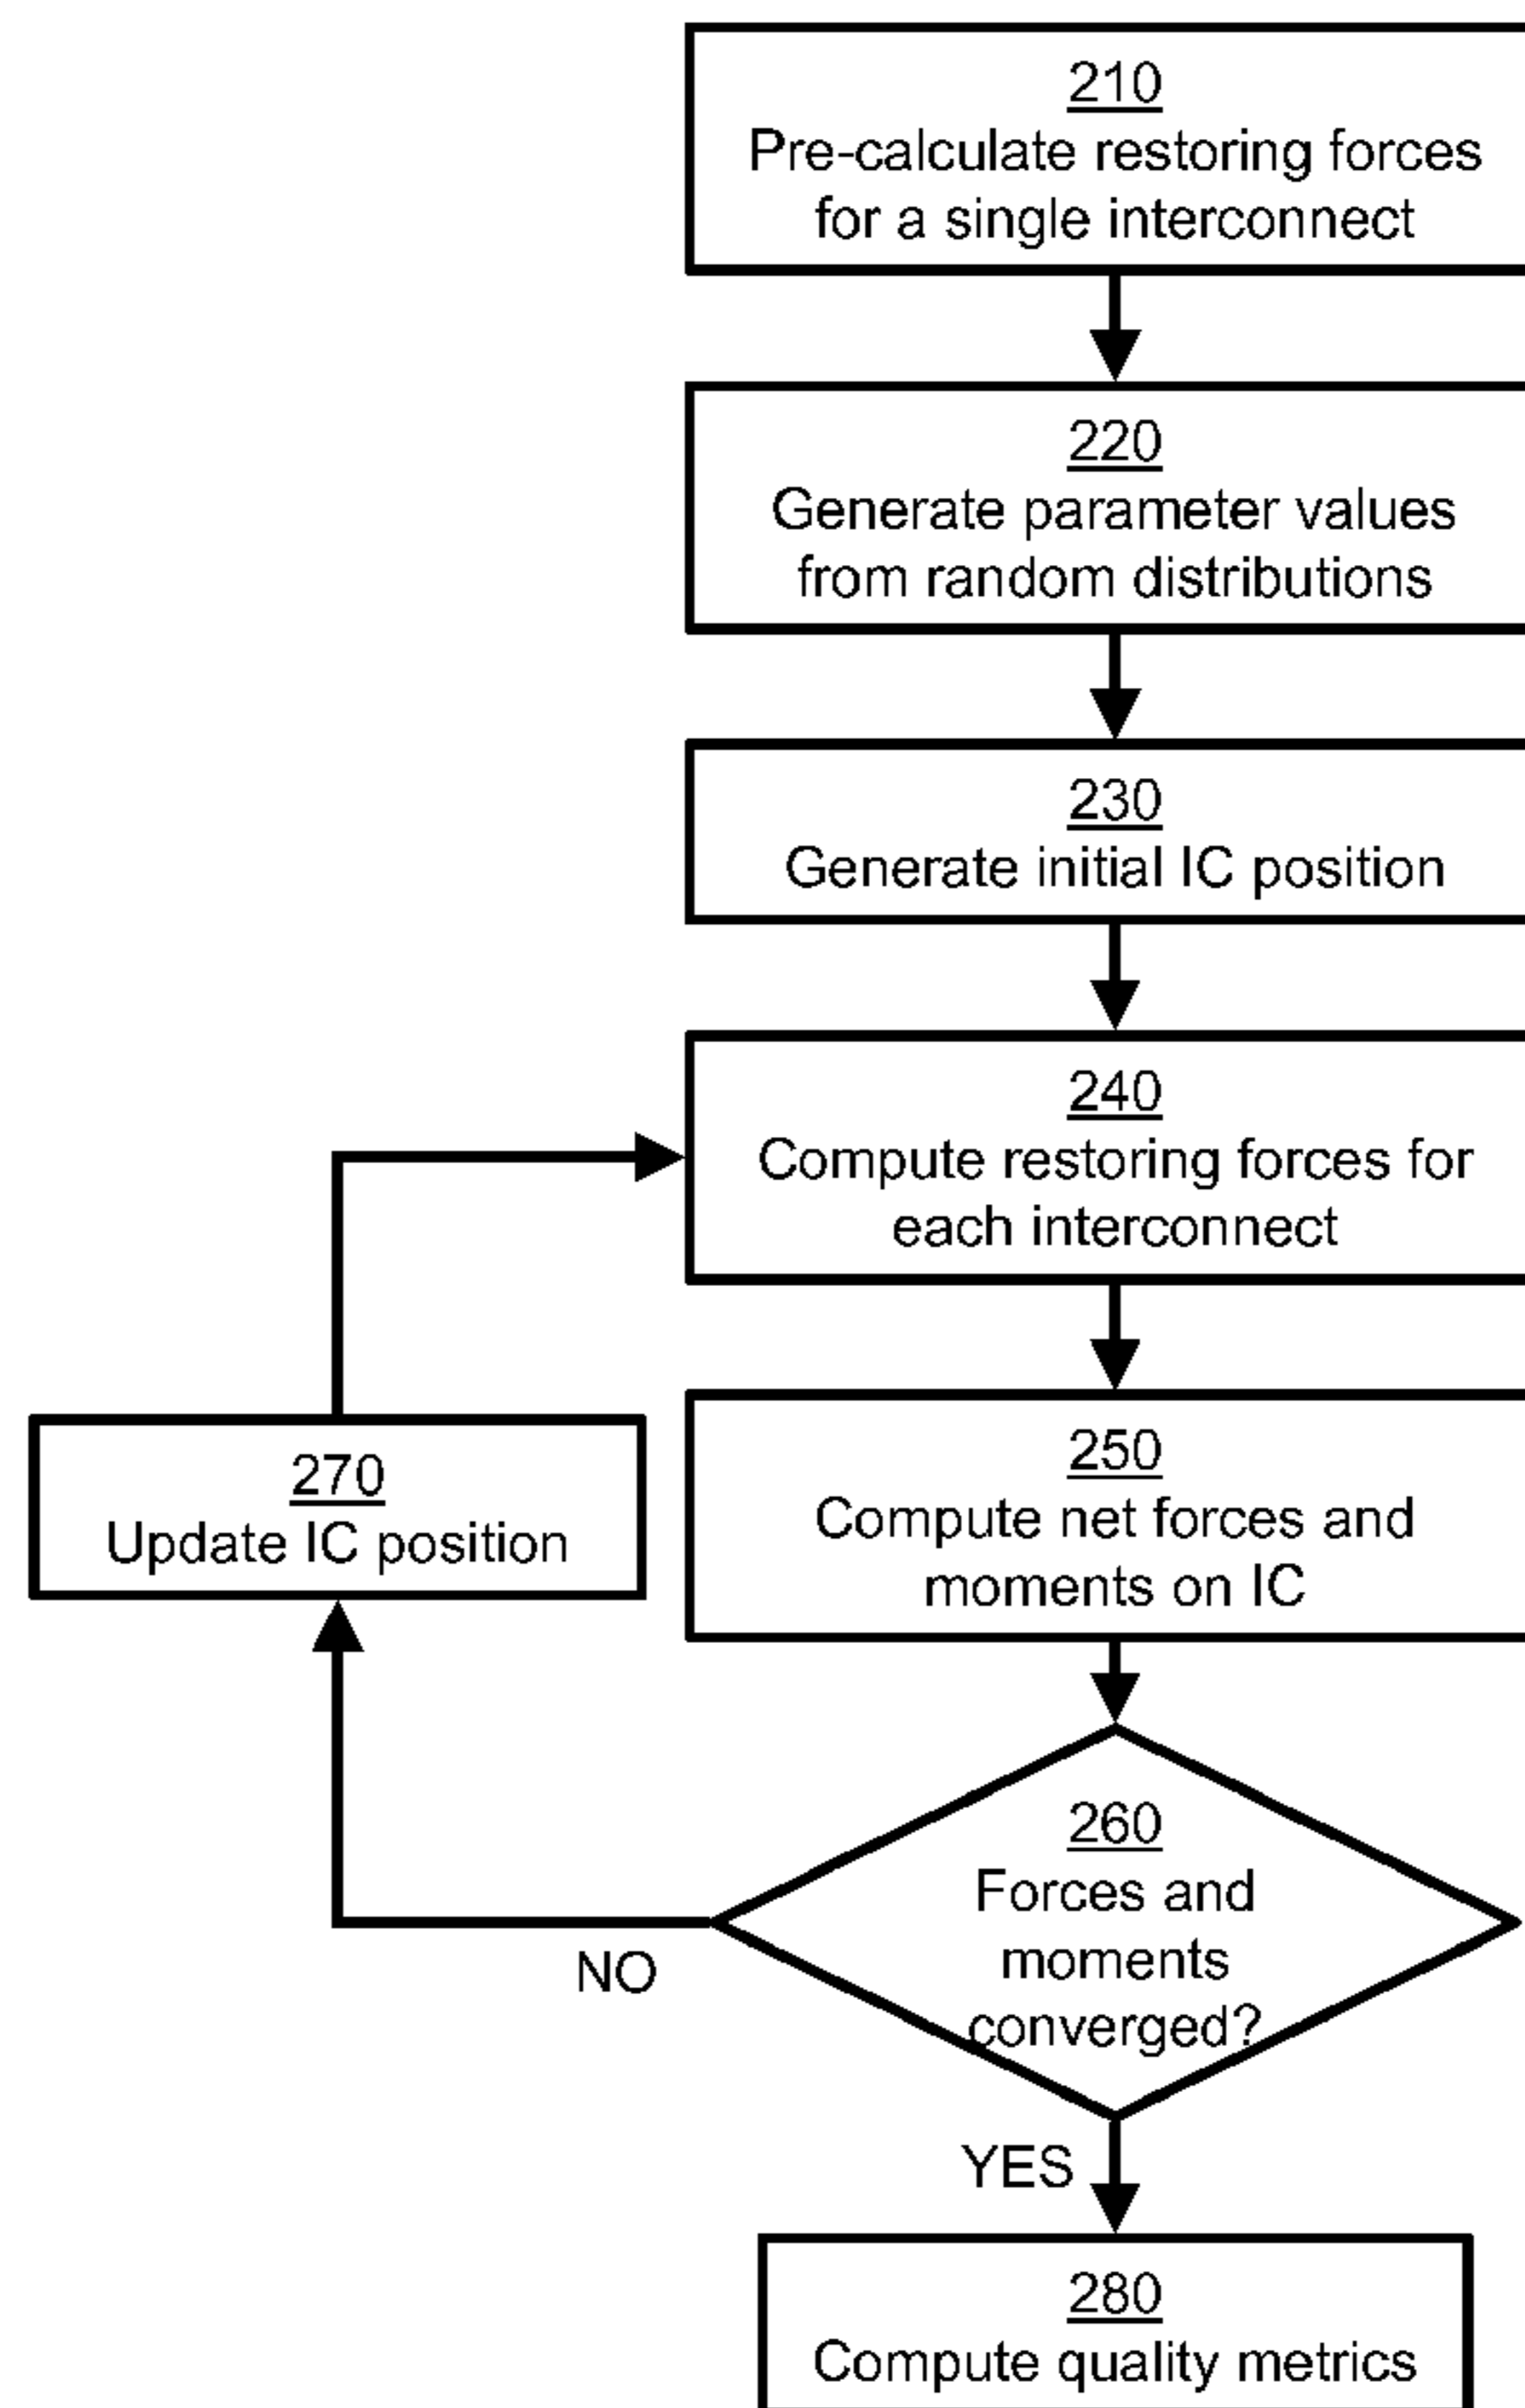 210
Pre-calculate restoring forces
for a single interconnect
220
Generate parameter values
from random distributions
230
Generate initial IC position
240
Compute restoring forces for
each interconnect
250
Compute net forces and
moments on IC
270
Update IC position
260
Forces and
moments
converged?
NO
YES
280
Compute quality metrics